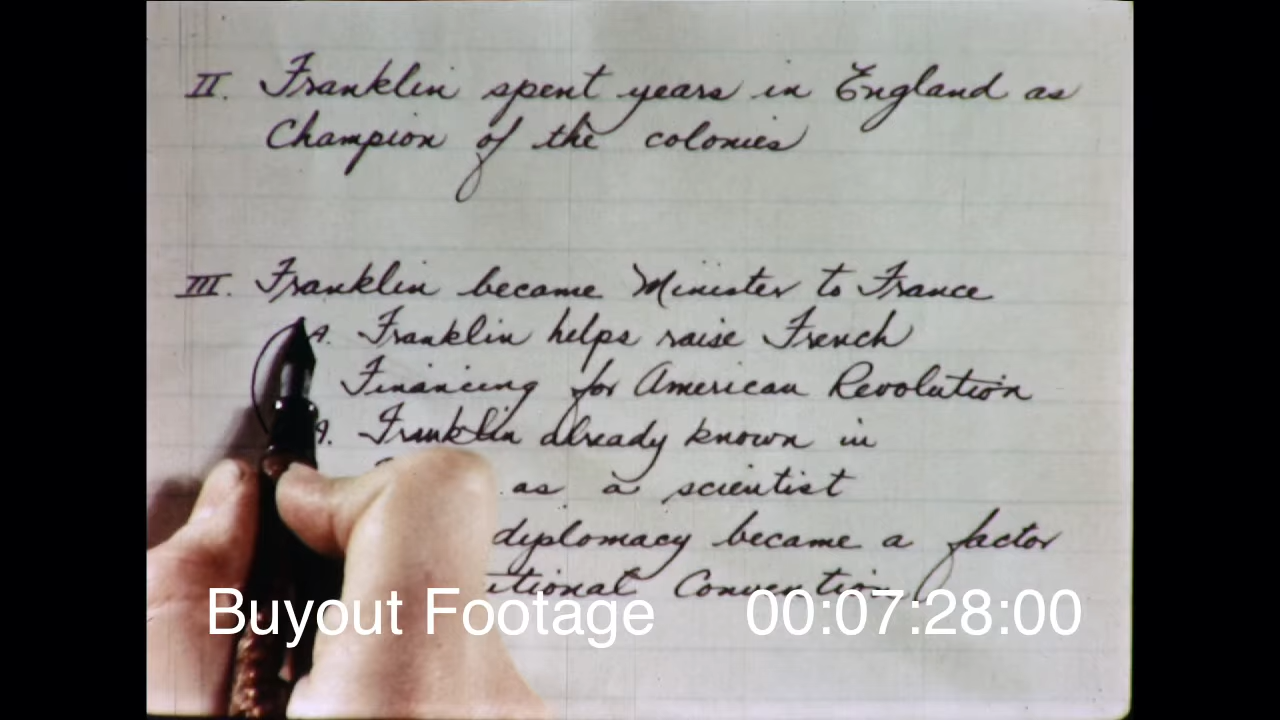 II. Franklin spent years in England as
Champion of the colonies
III. Franklin became Minister to France
A. Franklin helps raise French
Financing for American Revolution
A. Franklin already known in
as a scientist
diplomacy became a factor
Convention
Buyout Footage 00:07:28:00